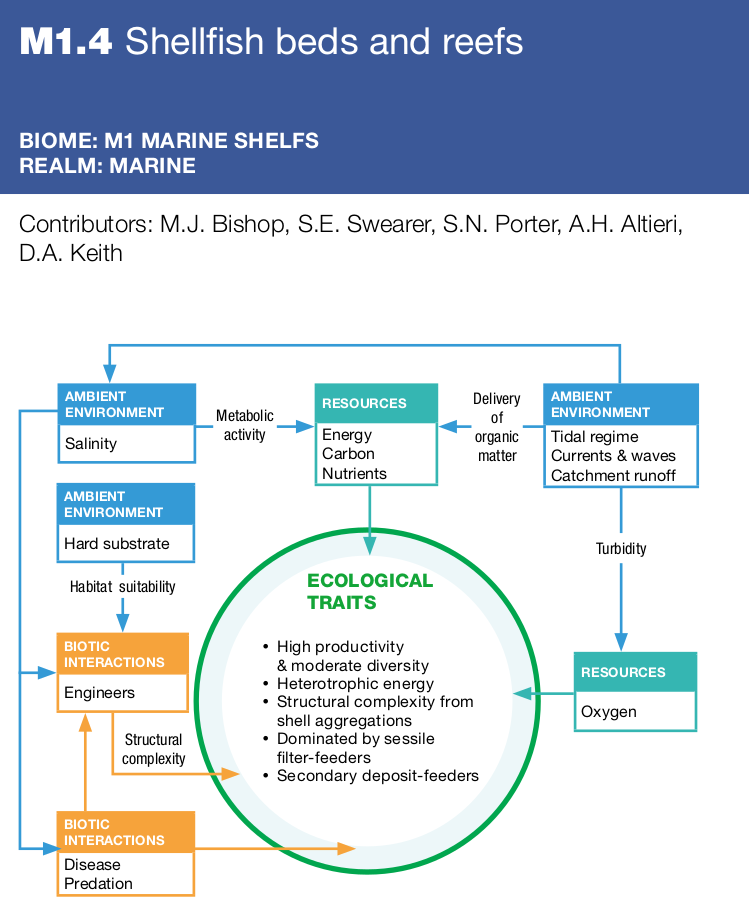 M1.4 Shellfish beds and reefs
BIOME: M1 MARINE SHELFS
REALM: MARINE
Contributors: M.J. Bishop, S.E. Swearer, S.N. Porter, A.H. Altieri,
D.A. Keith
AMBIENT
ENVIRONMENT
Salinity
Metabolic
activity
RESOURCES
Energy
Carbon
Nutrients
Delivery
of
organic
matter
AMBIENT
ENVIRONMENT
Tidal regime
Currents & waves
Catchment runoff
AMBIENT
ENVIRONMENT
Hard substrate
Habitat suitability
Turbidity
BIOTIC
INTERACTIONS
Engineers
Structural
complexity
ECOLOGICAL
TRAITS
• High productivity
& moderate diversity
• Heterotrophic energy
• Structural complexity from
shell aggregations
• Dominated by sessile
filter-feeders
• Secondary deposit-feeders
RESOURCES
Oxygen
BIOTIC
INTERACTIONS
Disease
Predation